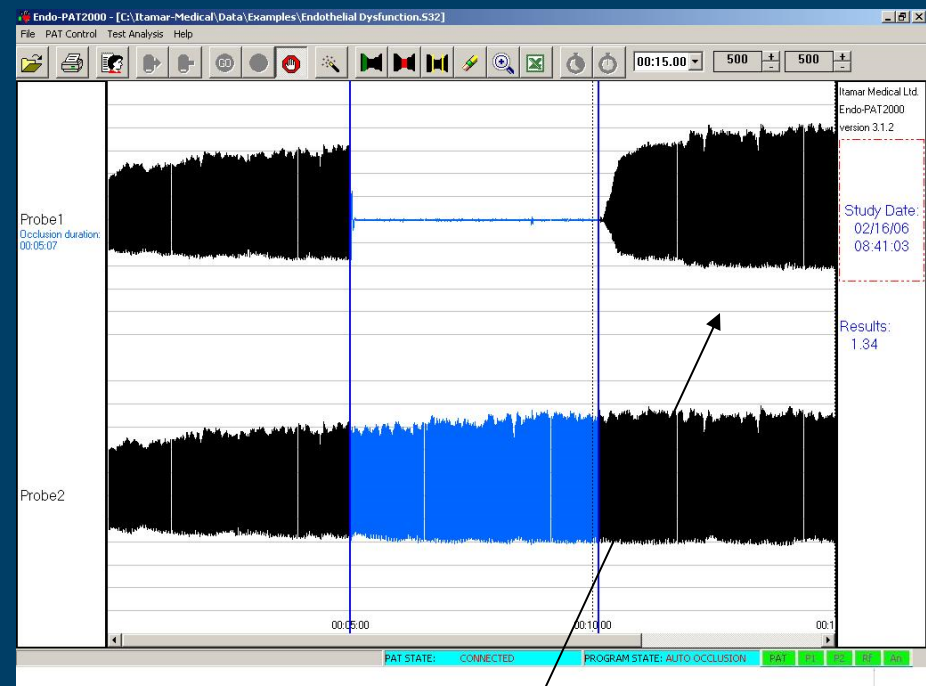 Endo-PAT2000 - [C:\Itamar-Medical\Data\Examples\Endothelial Dysfunction.S32]
File PAT Control Test Analysis Help
GO
00:15.00
500 + -
500 + -
Itamar Medical Ltd.
Endo-PAT2000
version 3.1.2
Probe1
Occlusion duration:
00:05:07
Study Date:
02/16/06
08:41:03
Results:
1.34
Probe2
00:05:00
00:10:00
00:1
PAT STATE: CONNECTED
PROGRAM STATE: AUTO OCCLUSION
PAT P1 P2 Rf An